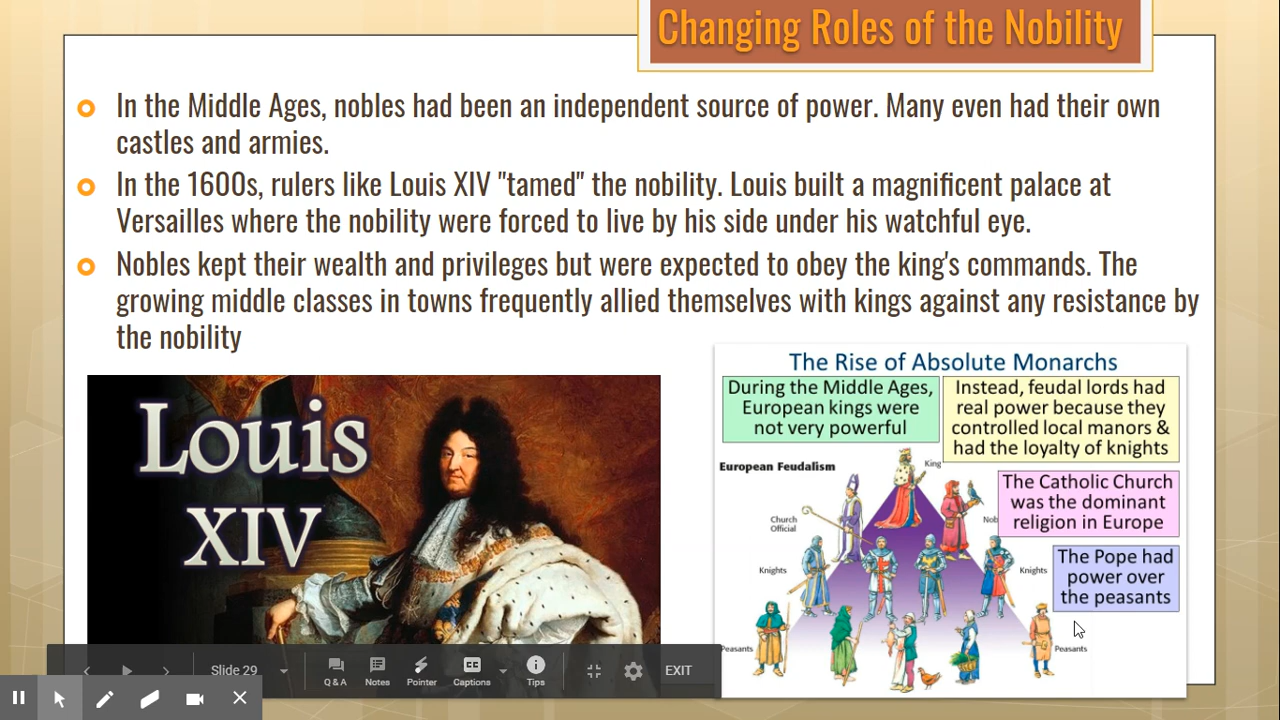 Changing Roles of the Nobility
In the Middle Ages, nobles had been an independent source of power. Many even had their own
castles and armies.
In the 1600s, rulers like Louis XIV "tamed" the nobility. Louis built a magnificent palace at
Versailles where the nobility were forced to live by his side under his watchful eye.
Nobles kept their wealth and privileges but were expected to obey the king's commands. The
growing middle classes in towns frequently allied themselves with kings against any resistance by
the nobility
Louis
XIV
The Rise of Absolute Monarchs
During the Middle Ages,
European kings were
not very powerful
Instead, feudal lords had
real power because they
controlled local manors &
had the loyalty of knights
European Feudalism
King
The Catholic Church
was the dominant
religion in Europe
Church
Official
Nob
The Pope had
power over
the peasants
Knights
Knights
Peasants
Peasants
Slide 29
Q & A
Notes
Pointer
CC
Captions
Tips
EXIT